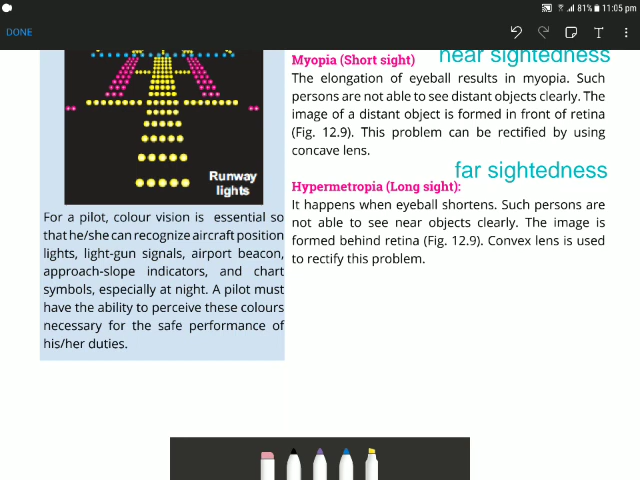 81% 11:05 pm
DONE
T
near sightedness
Myopia (Short sight)
The elongation of eyeball results in myopia. Such
persons are not able to see distant objects clearly. The
image of a distant object is formed in front of retina
(Fig. 12.9). This problem can be rectified by using
concave lens.
far sightedness
Hypermetropia (Long sight):
It happens when eyeball shortens. Such persons are
not able to see near objects clearly. The image is
formed behind retina (Fig. 12.9). Convex lens is used
to rectify this problem.
Runway
lights
For a pilot, colour vision is essential so
that he/she can recognize aircraft position
lights, light-gun signals, airport beacon,
approach-slope indicators, and chart
symbols, especially at night. A pilot must
have the ability to perceive these colours
necessary for the safe performance of
his/her duties.